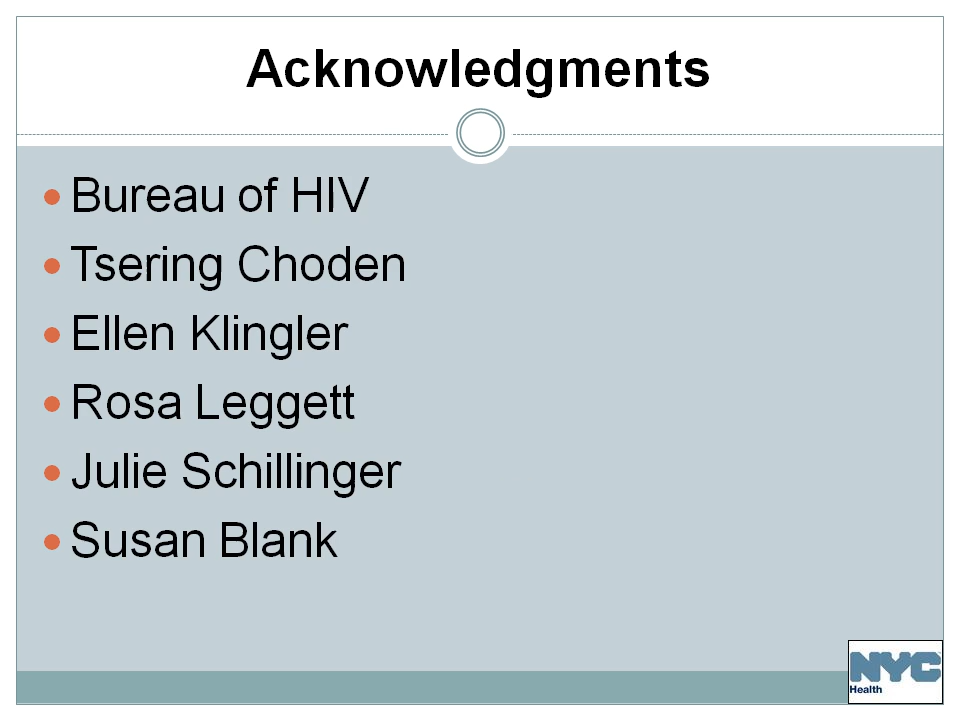 Acknowledgments
Bureau of HIV
Tsering Choden
Ellen Klingler
Rosa Leggett
Julie Schillinger
Susan Blank
NYC
Health